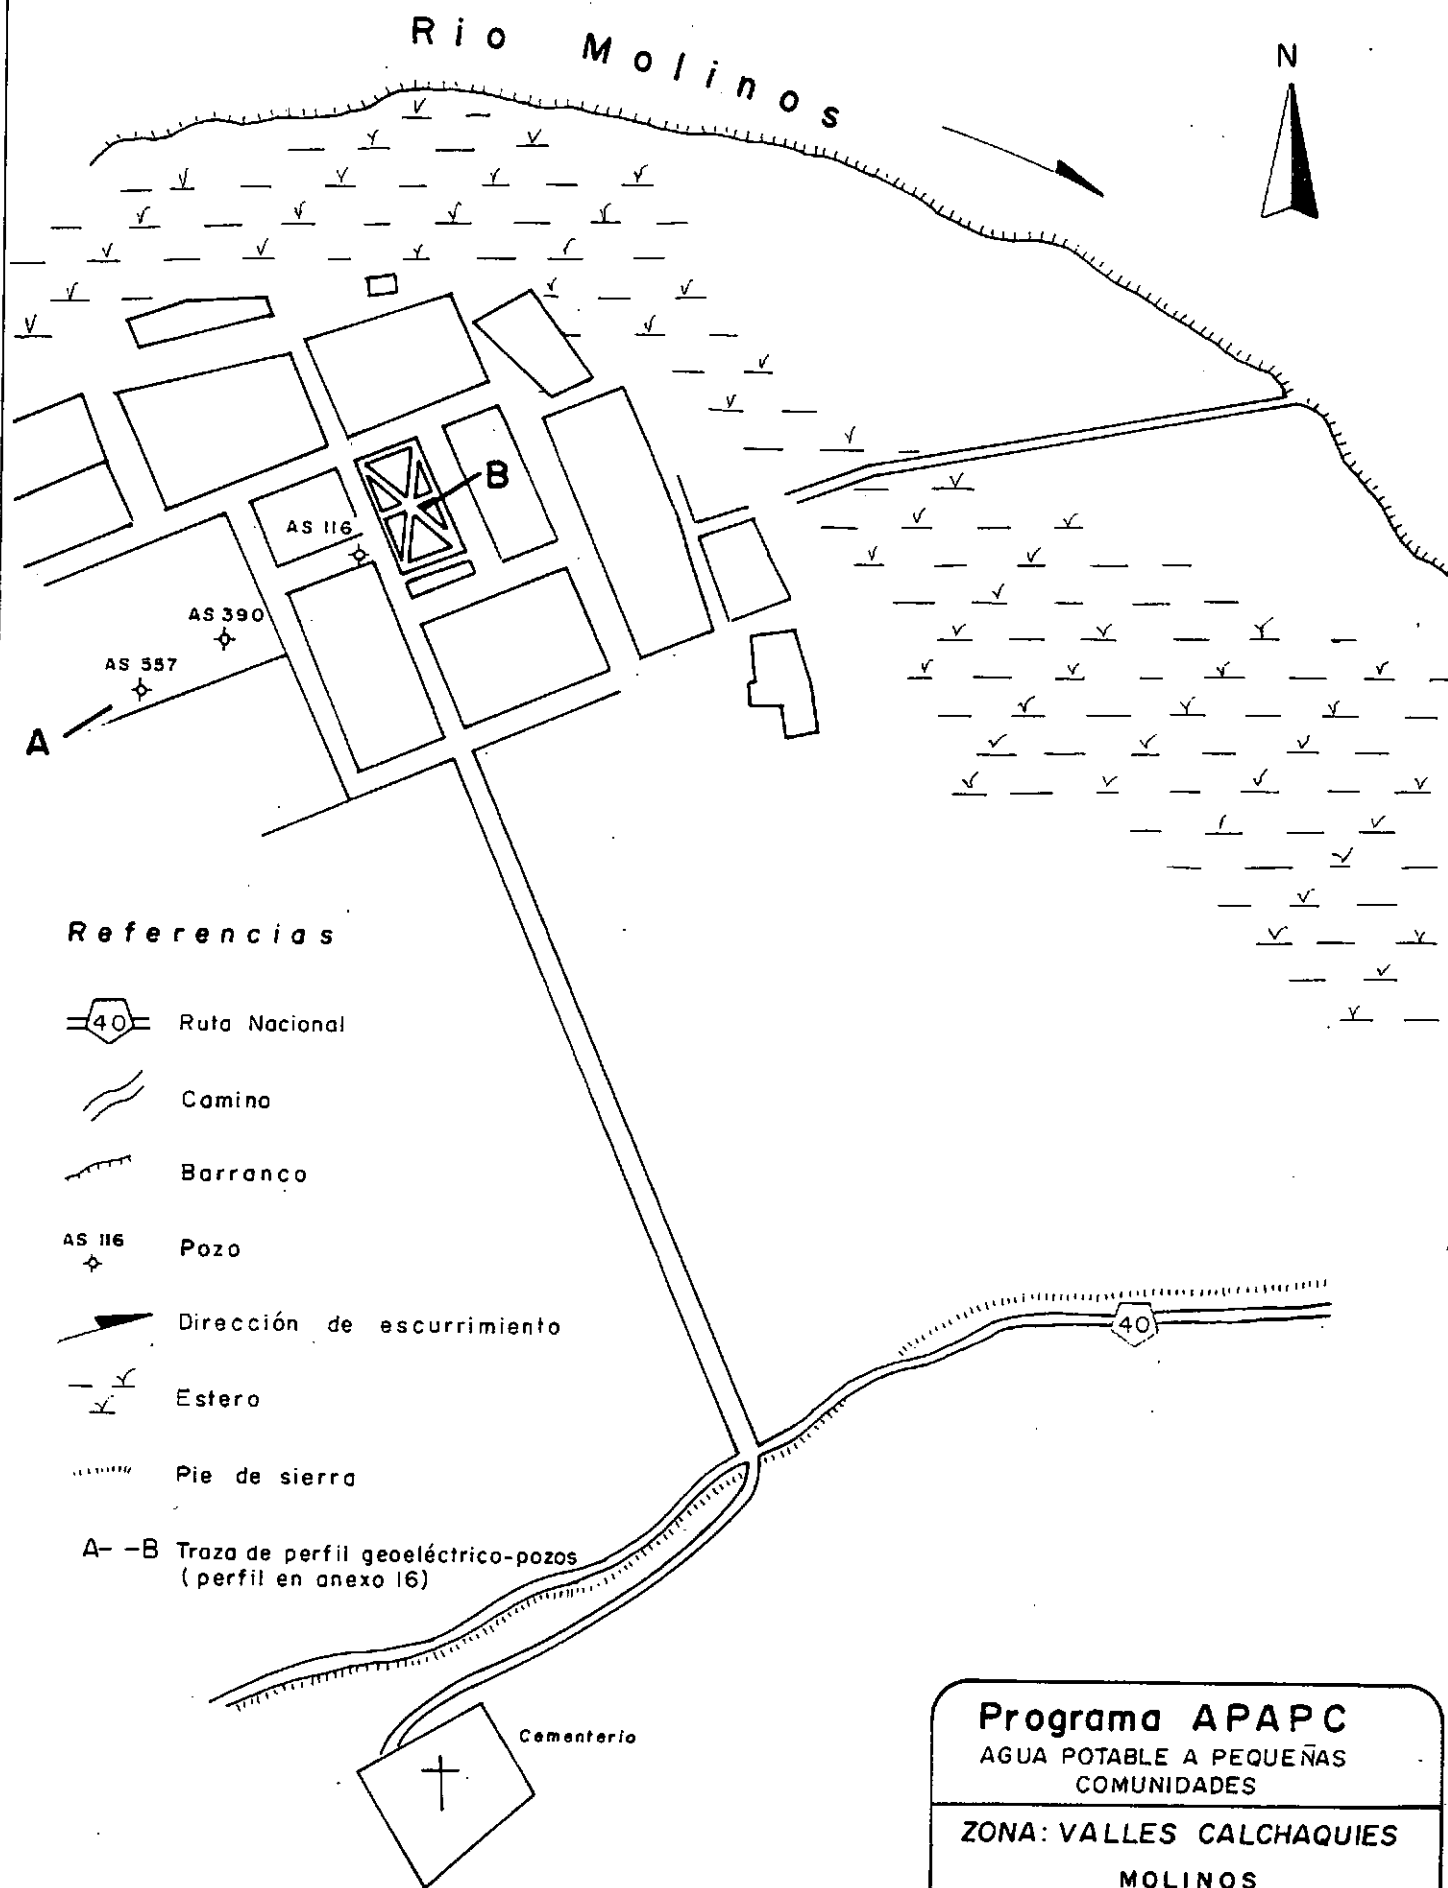 Rio Molinos
N
B
AS 116
AS 390
AS 557
A
Referencias
40 Ruta Nacional
Camino
Barranco
AS 116 Pozo
Dirección de escurrimiento
Estero
Pie de sierra
40
A--B Traza de perfil geoeléctrico-pozos
(perfil en anexo 16)
Cementerio
Programa APAPC
AGUA POTABLE A PEQUEÑAS
COMUNIDADES
ZONA: VALLES CALCHAQUIES
MOLINOS